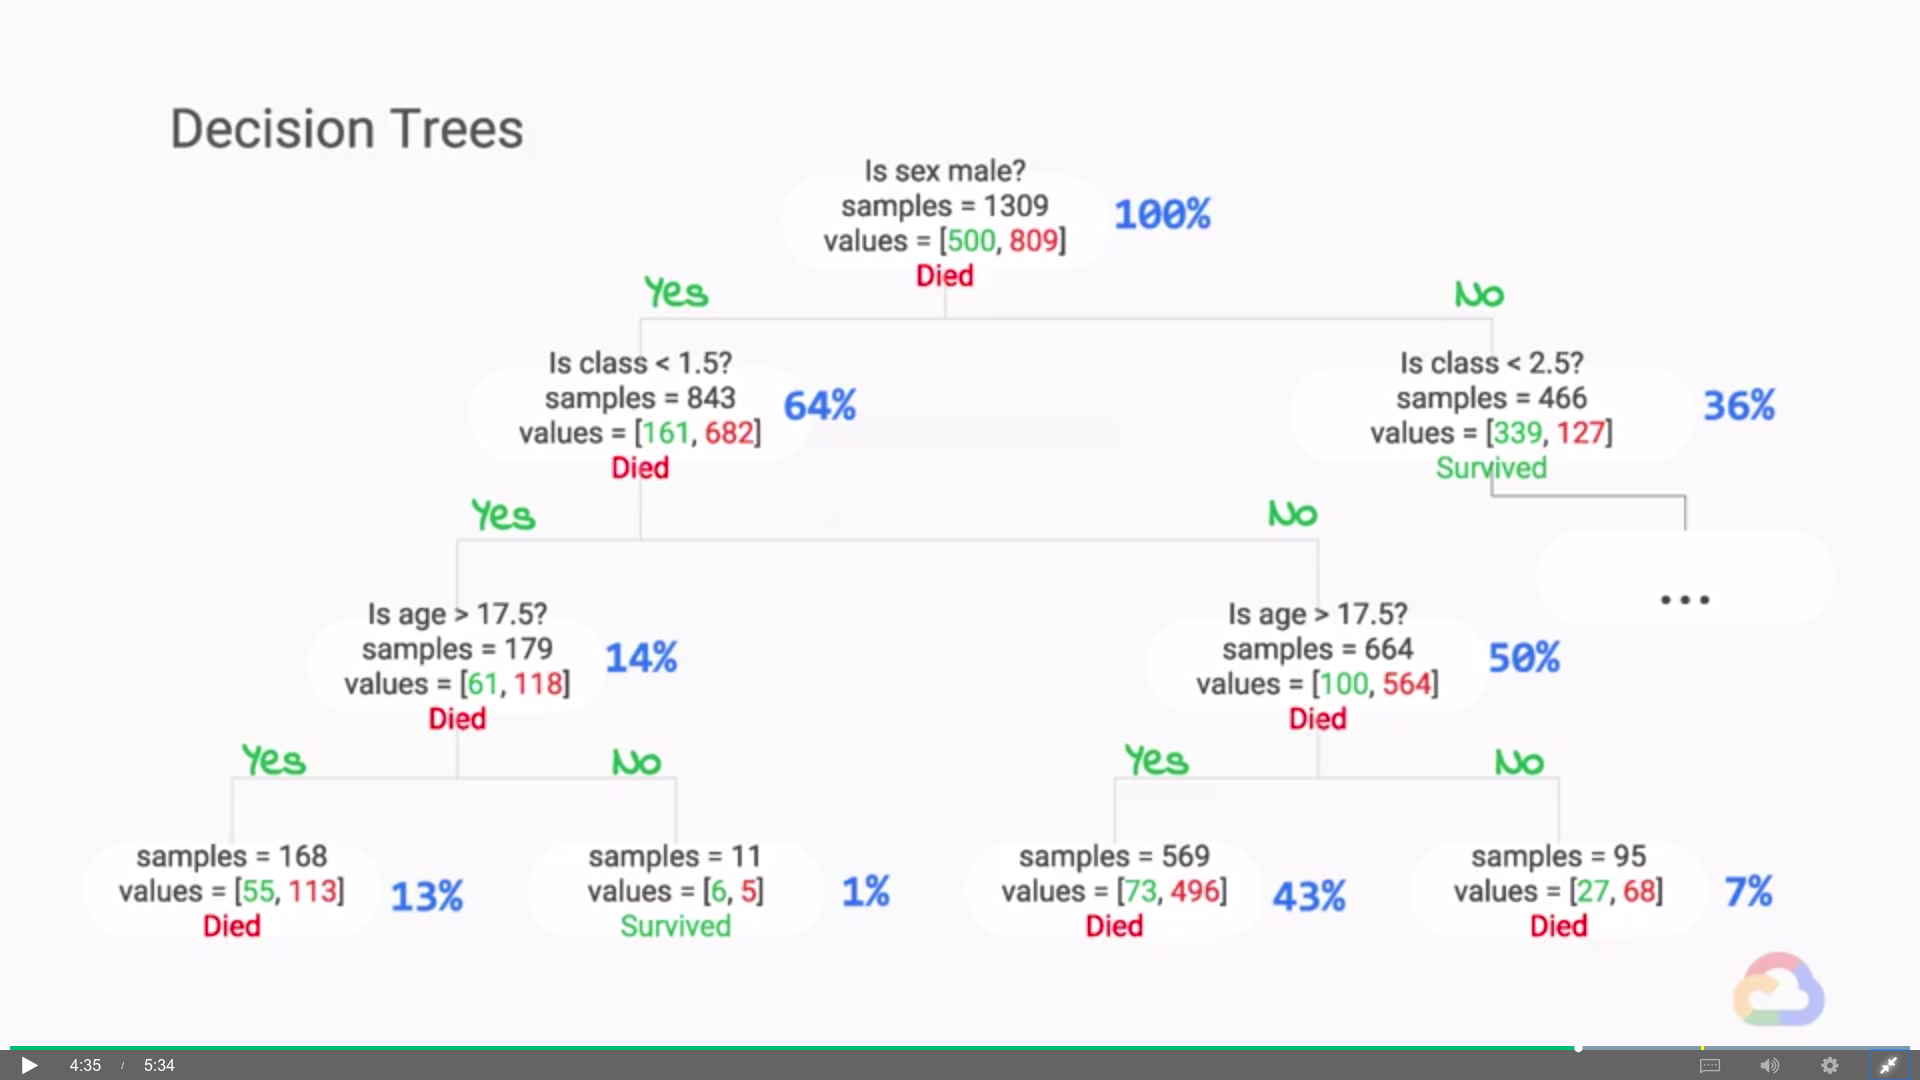 Decision Trees
Is sex male?
samples = 1309
values = [500, 809]
Died
100%
Yes
No
Is class < 1.5?
samples = 843
values = [161, 682]
Died
64%
Is class < 2.5?
samples = 466
values = [339, 127]
Survived
36%
Yes
No
...
Is age > 17.5?
samples = 179
values = [61, 118]
Died
14%
Is age > 17.5?
samples = 664
values = [100, 564]
Died
50%
Yes
No
Yes
No
samples = 168
values = [55, 113]
Died
13%
samples = 11
values = [6, 5]
Survived
1%
samples = 569
values = [73, 496]
Died
43%
samples = 95
values = [27, 68]
Died
7%
4:35 / 5:34